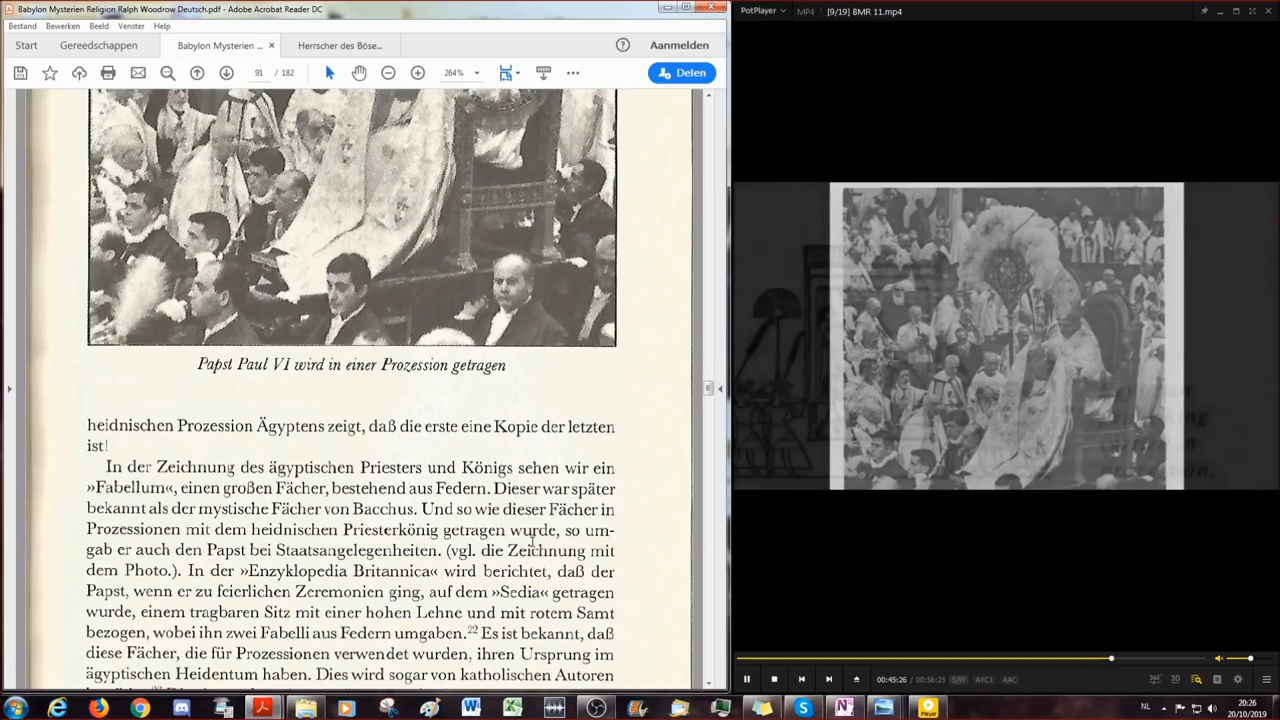 Babylon Mysterien Religion Ralph Woodrow Deutsch.pdf - Adobe Acrobat Reader DC
Bestand Bewerken Beeld Venster Help
Start Gereedschappen Babylon Mysterien ... × Herrscher des Böse... Aanmelden
91 / 182 264% Delen
Papst Paul VI wird in einer Prozession getragen
heidnischen Prozession Ägyptens zeigt, daß die erste eine Kopie der letzten
ist!
In der Zeichnung des ägyptischen Priesters und Königs sehen wir ein
»Fabellum«, einen großen Fächer, bestehend aus Federn. Dieser war später
bekannt als der mystische Fächer von Bacchus. Und so wie dieser Fächer in
Prozessionen mit dem heidnischen Priesterkönig getragen wurde, so um-
gab er auch den Papst bei Staatsangelegenheiten. (vgl. die Zeichnung mit
dem Photo.). In der »Enzyklopedia Britannica« wird berichtet, daß der
Papst, wenn er zu feierlichen Zeremonien ging, auf dem »Sedia« getragen
wurde, einem tragbaren Sitz mit einer hohen Lehne und mit rotem Samt
bezogen, wobei ihn zwei Fabelli aus Federn umgaben.22 Es ist bekannt, daß
diese Fächer, die für Prozessionen verwendet wurden, ihren Ursprung im
ägyptischen Heidentum haben. Dies wird sogar von katholischen Autoren
PotPlayer MP4 [9/19] BMR 11.mp4
00:45:26 / 00:56:25 S/W AVC1 AAC
360° 3D
NL 20:26
20/10/2019